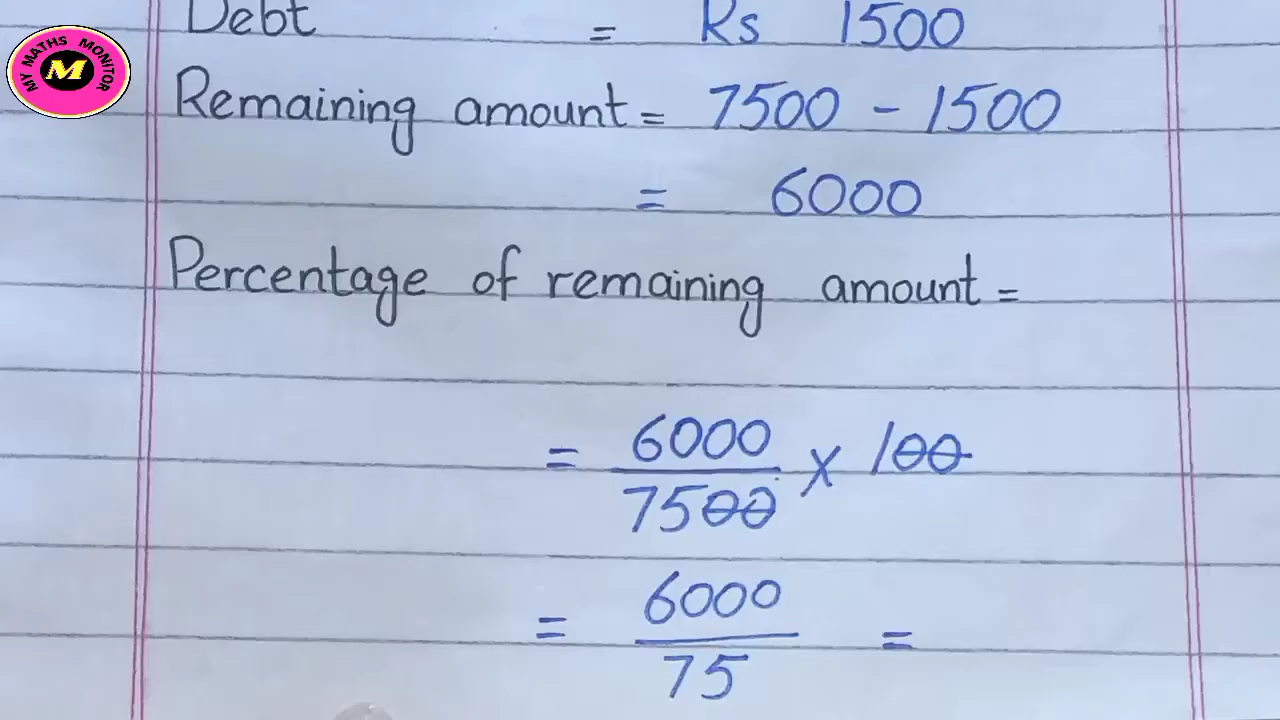 MY MATHS MONITOR
M
Debt = Rs 1500
Remaining amount = 7500 - 1500
= 6000
Percentage of remaining amount =
= 6000/7500 × 100
= 6000/75 =